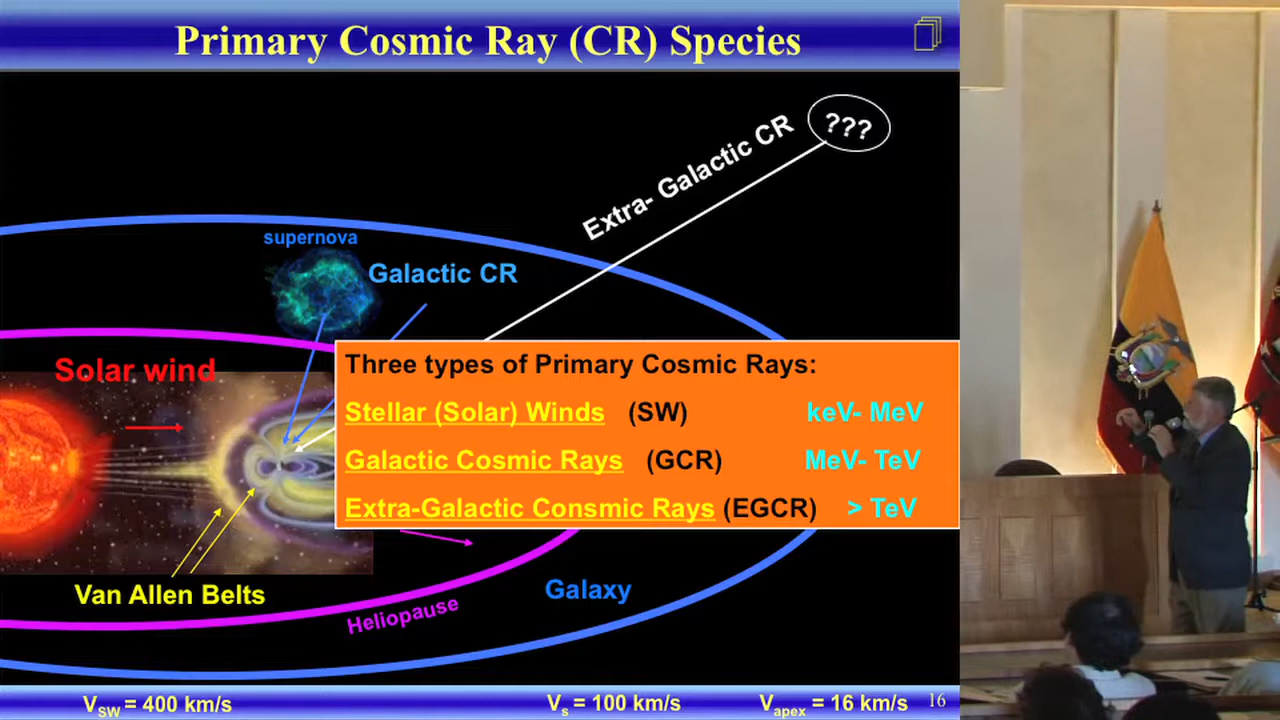 Primary Cosmic Ray (CR) Species
???
Extra- Galactic CR
supernova
Galactic CR
Solar wind
Three types of Primary Cosmic Rays:
Stellar (Solar) Winds (SW) keV- MeV
Galactic Cosmic Rays (GCR) MeV- TeV
Extra-Galactic Consmic Rays (EGCR) > TeV
Van Allen Belts
Heliopause
Galaxy
VSW = 400 km/s Vs = 100 km/s Vapex = 16 km/s 16